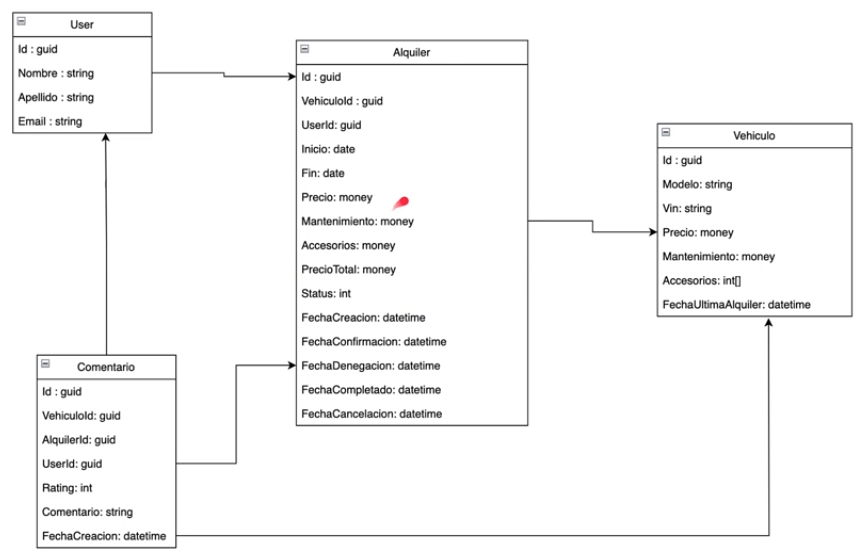 User
Id : guid
Nombre : string
Apellido : string
Email : string
Alquiler
Id : guid
VehiculoId : guid
UserId: guid
Inicio: date
Fin: date
Precio: money
Mantenimiento: money
Accesorios: money
PrecioTotal: money
Status: int
FechaCreacion: datetime
FechaConfirmacion: datetime
FechaDenegacion: datetime
FechaCompletado: datetime
FechaCancelacion: datetime
Vehiculo
Id : guid
Modelo: string
Vin: string
Precio: money
Mantenimiento: money
Accesorios: int[]
FechaUltimaAlquiler: datetime
Comentario
Id : guid
VehiculoId: guid
AlquilerId: guid
UserId: guid
Rating: int
Comentario: string
FechaCreacion: datetime